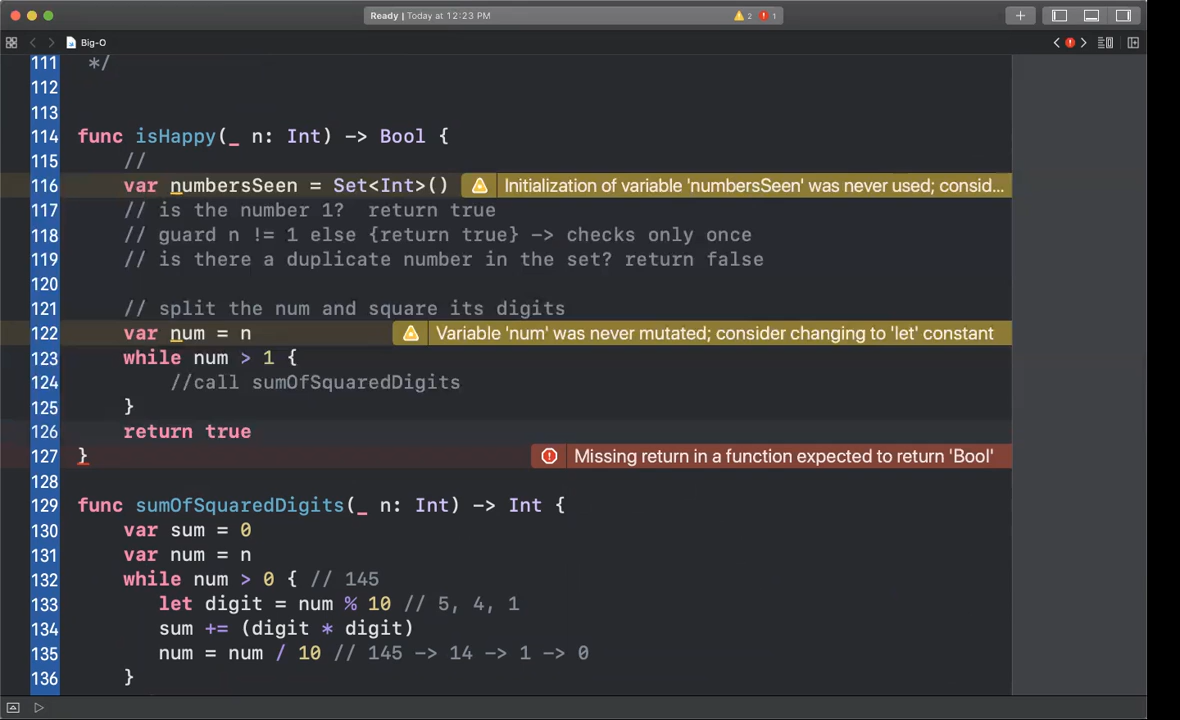 Ready | Today at 12:23 PM
2
1
Big-O
111 */
112
113
114 func isHappy(_ n: Int) -> Bool {
115 //
116 var numbersSeen = Set<Int>() Initialization of variable 'numbersSeen' was never used; consid...
117 // is the number 1?  return true
118 // guard n != 1 else {return true} -> checks only once
119 // is there a duplicate number in the set? return false
120
121 // split the num and square its digits
122 var num = n Variable 'num' was never mutated; consider changing to 'let' constant
123 while num > 1 {
124 //call sumOfSquaredDigits
125 }
126 return true
127 } Missing return in a function expected to return 'Bool'
128
129 func sumOfSquaredDigits(_ n: Int) -> Int {
130 var sum = 0
131 var num = n
132 while num > 0 { // 145
133 let digit = num % 10 // 5, 4, 1
134 sum += (digit * digit)
135 num = num / 10 // 145 -> 14 -> 1 -> 0
136 }